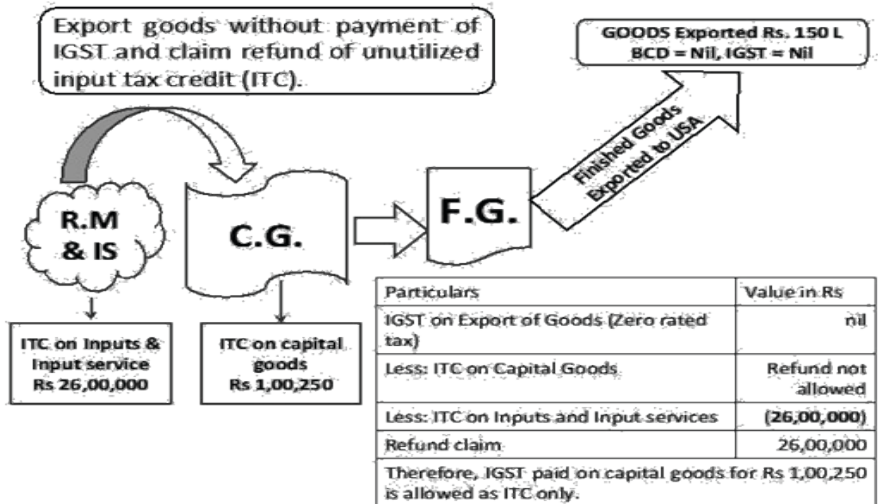 Export goods without payment of
IGST and claim refund of unutilized
input tax credit (ITC).
GOODS Exported Rs. 150 L
BCD = Nil, IGST = Nil
Finished Goods
Exported to USA
R.M
& IS
C.G.
F.G.
ITC on Inputs &
Input service
Rs 26,00,000
ITC on capital
goods
Rs 1,00,250
Particulars Value in Rs
IGST on Export of Goods (Zero rated nil
tax)
Less: ITC on Capital Goods Refund not
allowed
Less: ITC on Inputs and Input services (26,00,000)
Refund claim 26,00,000
Therefore, IGST paid on capital goods for Rs 1,00,250
is allowed as ITC only.